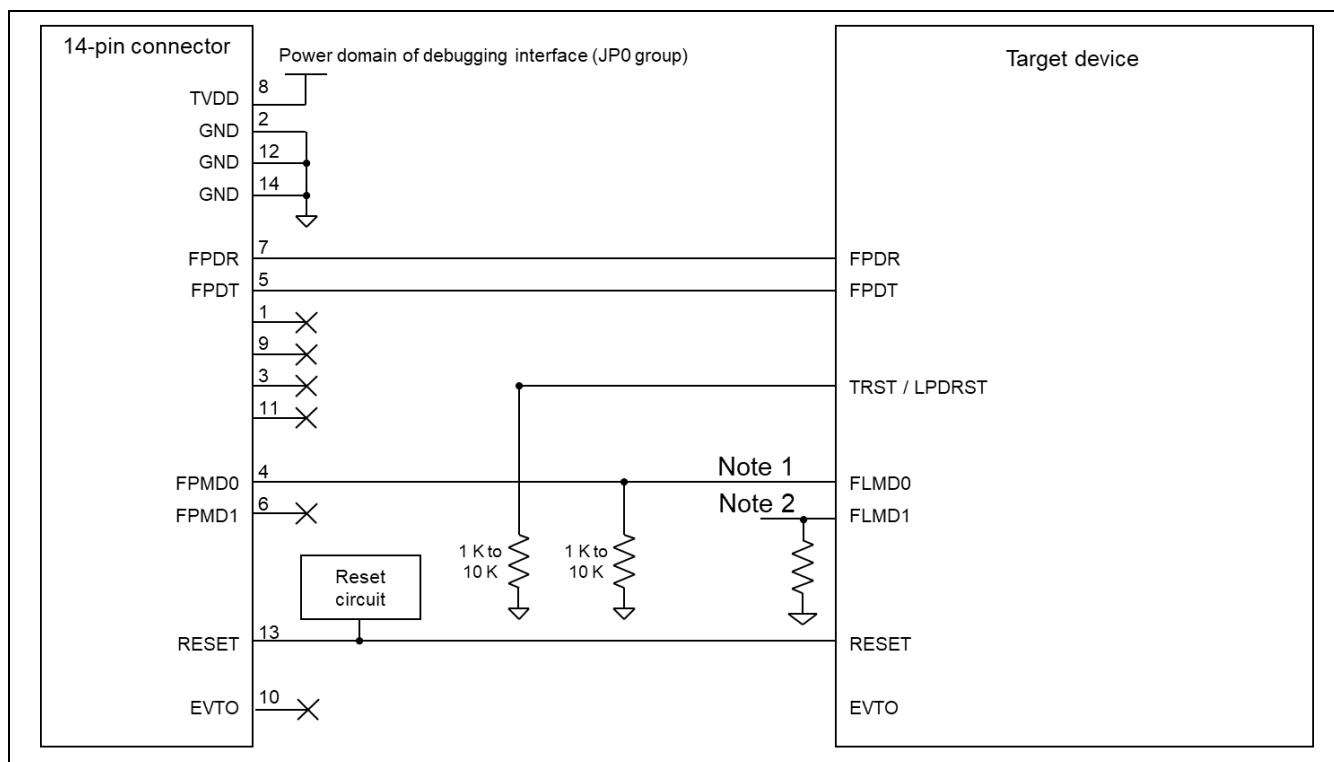 14-pin connector
Power domain of debugging interface (JP0 group)
Target device
TVDD 8
GND 2
GND 12
GND 14
FPDR 7 FPDR
FPDT 5 FPDT
1
9
3 TRST / LPDRST
11
FPMD0 4 Note 1 FLMD0
FPMD1 6 Note 2 FLMD1
1 K to
10 K
1 K to
10 K
Reset
circuit
RESET 13 RESET
EVTO 10 EVTO